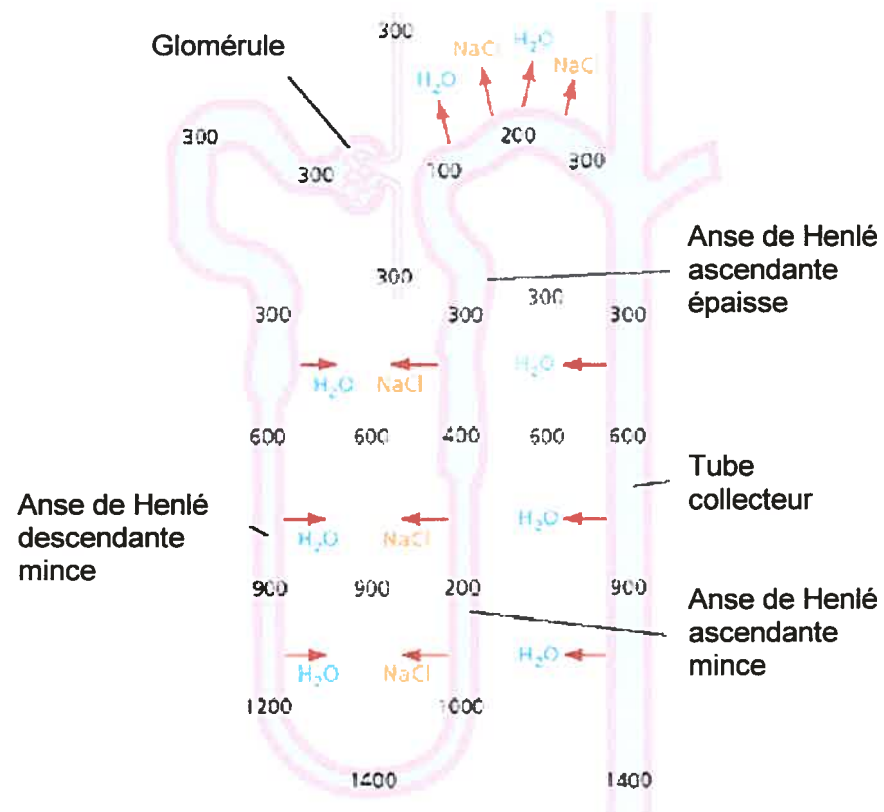 300
Glomérule
H₂O NaCl H₂O NaCl
300 200
300 100 300
300
Anse de Henlé
ascendante
épaisse
300 300 300 300
H₂O NaCl H₂O
600 600 400 600 600
Tube
collecteur
Anse de Henlé
descendante
mince
H₂O NaCl H₂O
900 900 200 900
Anse de Henlé
ascendante
mince
H₂O NaCl H₂O
1200 1000
1400 1400